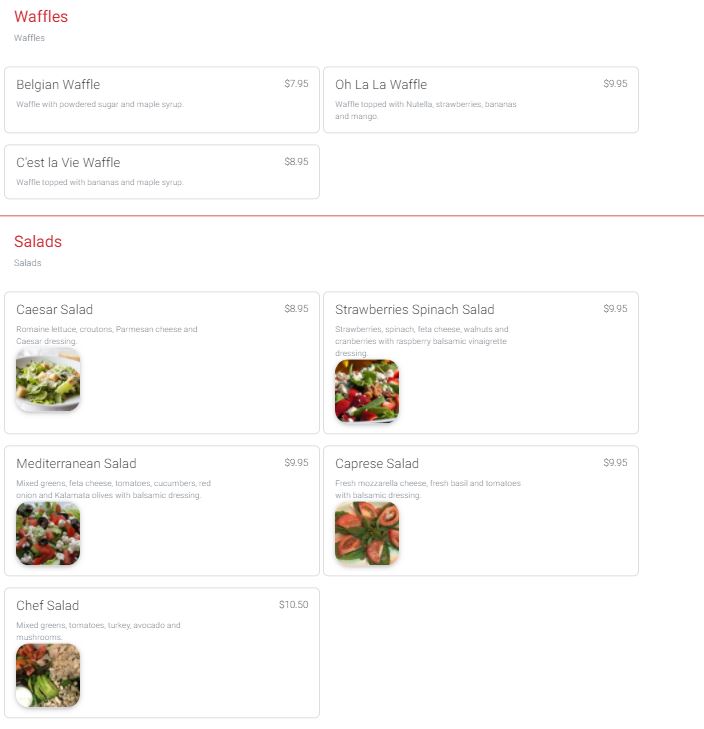 Waffles
Waffles
Belgian Waffle
$7.95
Waffle with powdered sugar and maple syrup.
Oh La La Waffle
$9.95
Waffle topped with Nutella, strawberries, bananas
and mango.
C'est la Vie Waffle
$8.95
Waffle topped with bananas and maple syrup.
Salads
Salads
Caesar Salad
$8.95
Romaine lettuce, croutons, Parmesan cheese and
Caesar dressing.
Strawberries Spinach Salad
$9.95
Strawberries, spinach, feta cheese, walnuts and
cranberries with raspberry balsamic vinaigrette
dressing.
Mediterranean Salad
$9.95
Mixed greens, feta cheese, tomatoes, cucumbers, red
onion and Kalamata olives with balsamic dressing.
Caprese Salad
$9.95
Fresh mozzarella cheese, fresh basil and tomatoes
with balsamic dressing.
Chef Salad
$10.50
Mixed greens, tomatoes, turkey, avocado and
mushrooms.